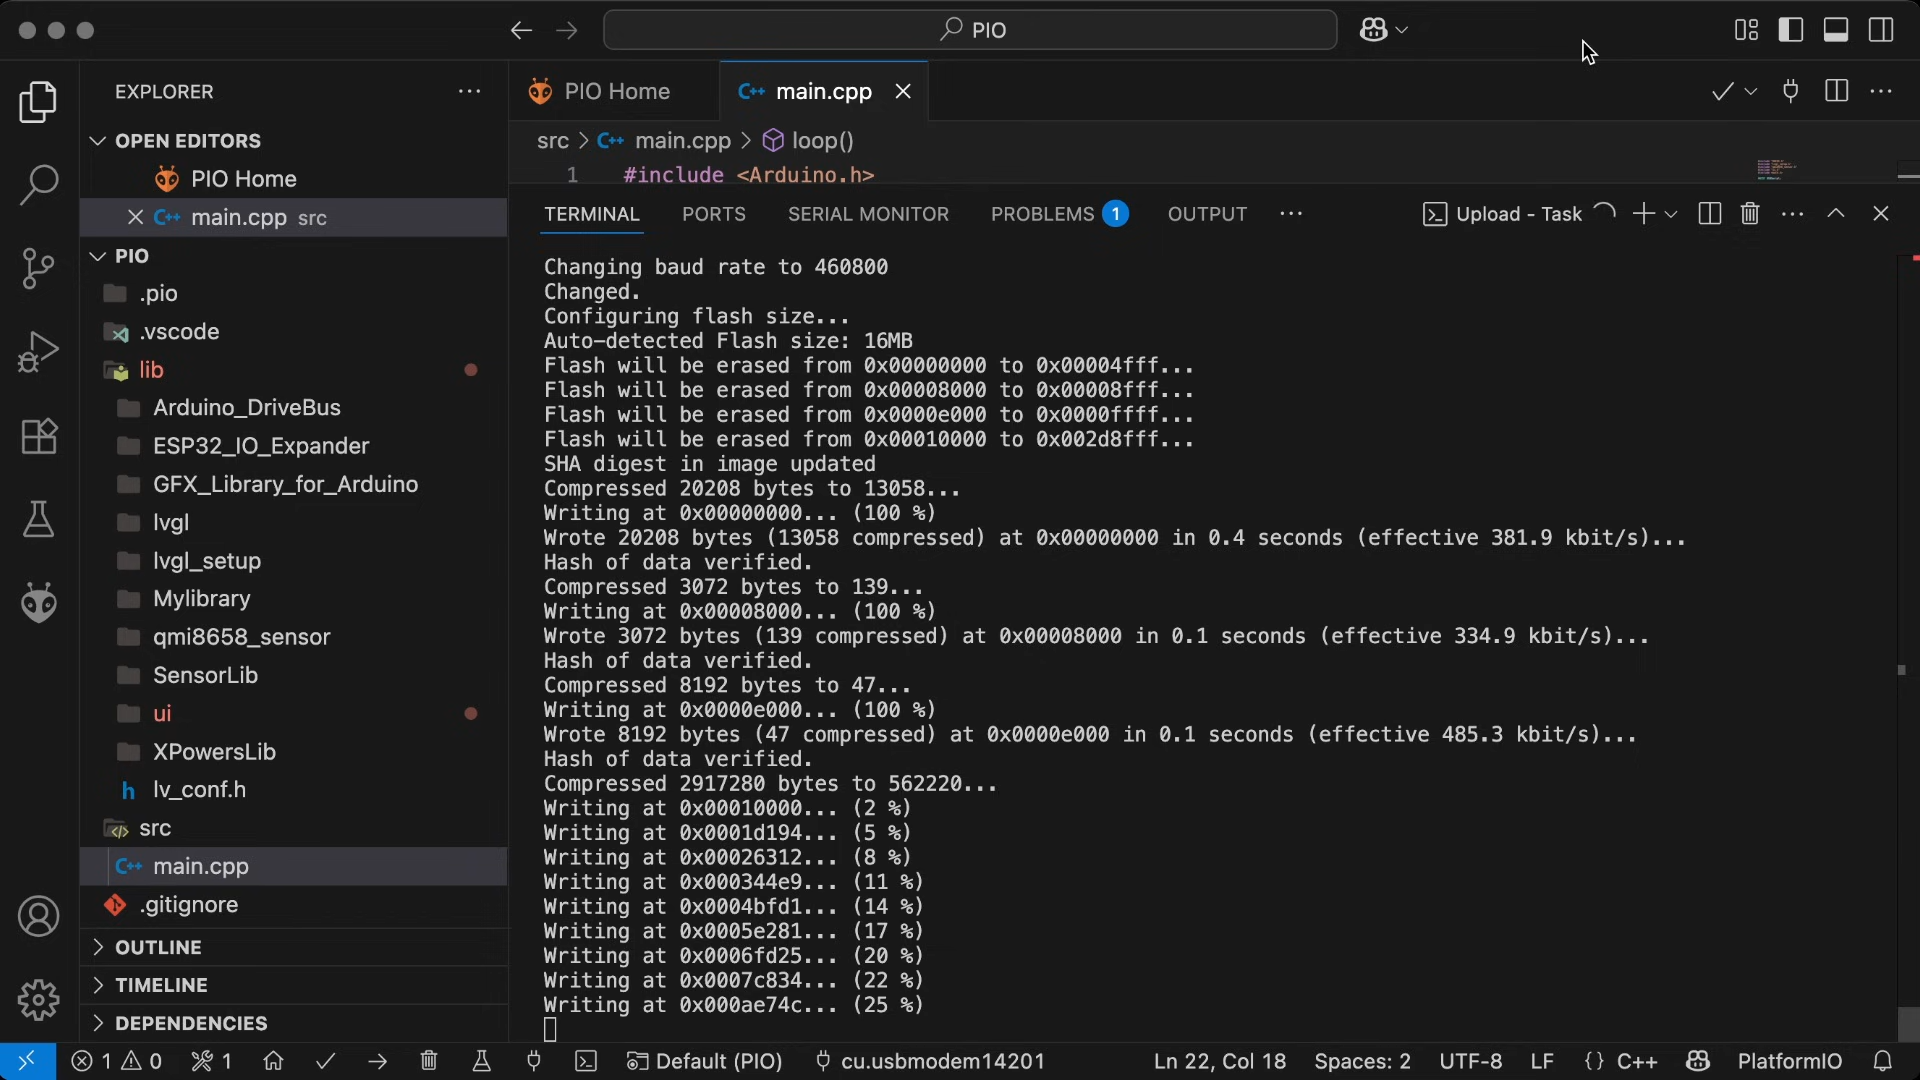 PIO
EXPLORER
PIO Home
main.cpp
OPEN EDITORS
src
main.cpp
loop()
PIO Home
1
#include <Arduino.h>
main.cpp
src
TERMINAL
PORTS
SERIAL MONITOR
PROBLEMS
1
OUTPUT
Upload - Task
PIO
.pio
.vscode
lib
Arduino_DriveBus
ESP32_IO_Expander
GFX_Library_for_Arduino
lvgl
lvgl_setup
Mylibrary
qmi8658_sensor
SensorLib
ui
XPowersLib
h lv_conf.h
src
main.cpp
.gitignore
OUTLINE
TIMELINE
DEPENDENCIES
Changing baud rate to 460800
Changed.
Configuring flash size...
Auto-detected Flash size: 16MB
Flash will be erased from 0x00000000 to 0x00004fff...
Flash will be erased from 0x00008000 to 0x00008fff...
Flash will be erased from 0x0000e000 to 0x0000ffff...
Flash will be erased from 0x00010000 to 0x002d8fff...
SHA digest in image updated
Compressed 20208 bytes to 13058...
Writing at 0x00000000... (100 %)
Wrote 20208 bytes (13058 compressed) at 0x00000000 in 0.4 seconds (effective 381.9 kbit/s)...
Hash of data verified.
Compressed 3072 bytes to 139...
Writing at 0x00008000... (100 %)
Wrote 3072 bytes (139 compressed) at 0x00008000 in 0.1 seconds (effective 334.9 kbit/s)...
Hash of data verified.
Compressed 8192 bytes to 47...
Writing at 0x0000e000... (100 %)
Wrote 8192 bytes (47 compressed) at 0x0000e000 in 0.1 seconds (effective 485.3 kbit/s)...
Hash of data verified.
Compressed 2917280 bytes to 562220...
Writing at 0x00010000... (2 %)
Writing at 0x0001d194... (5 %)
Writing at 0x00026312... (8 %)
Writing at 0x000344e9... (11 %)
Writing at 0x0004bfd1... (14 %)
Writing at 0x0005e281... (17 %)
Writing at 0x0006fd25... (20 %)
Writing at 0x0007c834... (22 %)
Writing at 0x000ae74c... (25 %)
1
0
1
Default (PIO)
cu.usbmodem14201
Ln 22, Col 18
Spaces: 2
UTF-8
LF
{} C++
PlatformIO